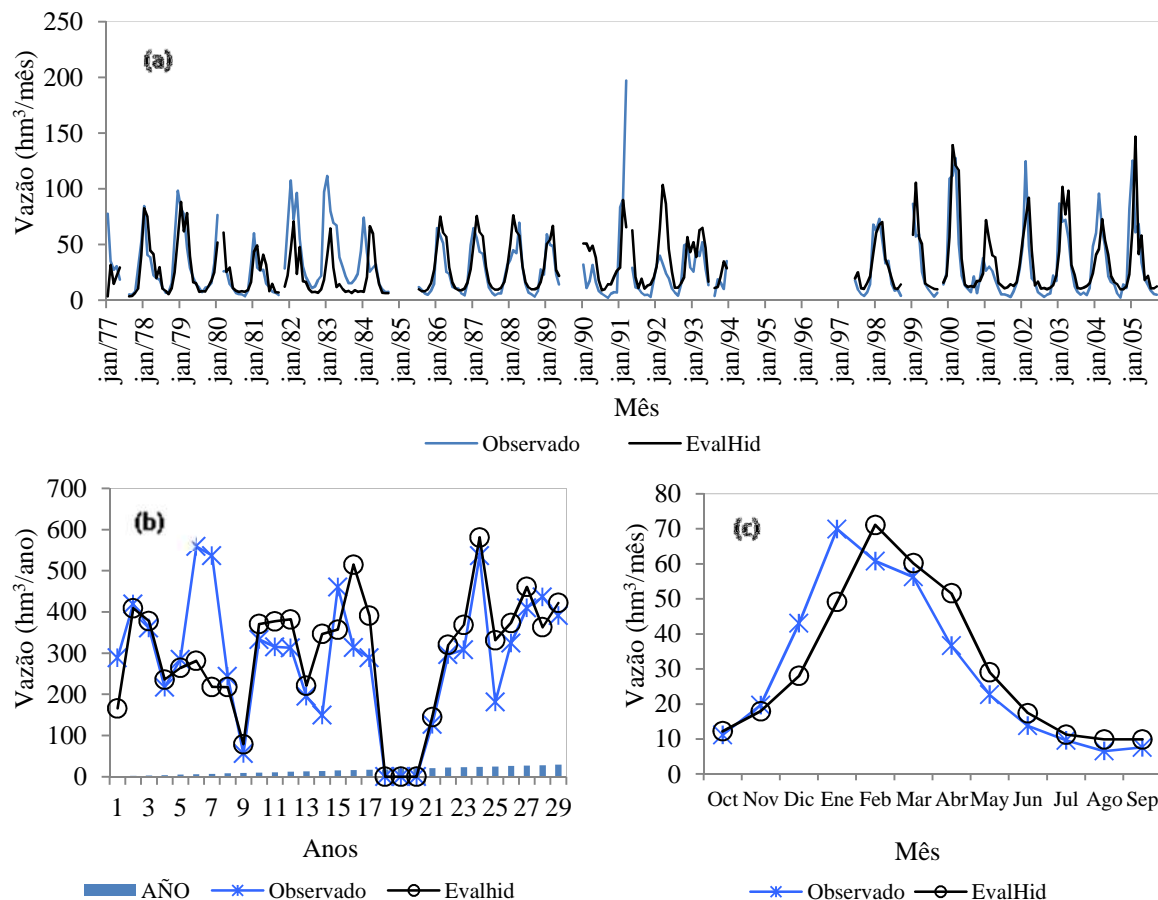 250
200
150
100
50
0
Vazão (hm³/mês)
(a)
jan/77
jan/78
jan/79
jan/80
jan/81
jan/82
jan/83
jan/84
jan/85
jan/86
jan/87
jan/88
jan/89
jan/90
jan/91
jan/92
jan/93
jan/94
jan/95
jan/96
jan/97
jan/98
jan/99
jan/00
jan/01
jan/02
jan/03
jan/04
jan/05
Mês
Observado EvalHid
700
600
500
400
300
200
100
0
Vazão (hm³/ano)
(b)
1 3 5 7 9 11 13 15 17 19 21 23 25 27 29
Anos
AÑO Observado Evalhid
80
70
60
50
40
30
20
10
0
Vazão (hm³/mês)
(c)
Oct Nov Dic Ene Feb Mar Abr May Jun Jul Ago Sep
Mês
Observado EvalHid